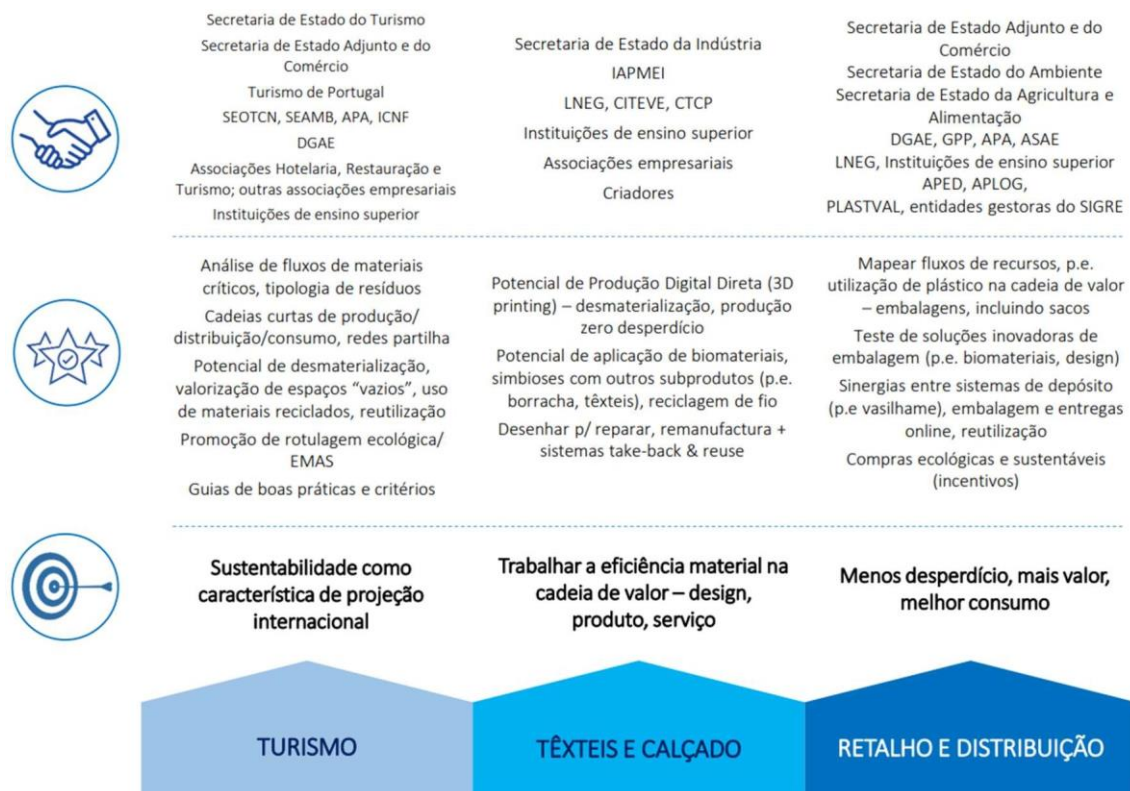 Secretaria de Estado do Turismo
Secretaria de Estado Adjunto e do
Comércio
Turismo de Portugal
SEOTCN, SEAMB, APA, ICNF
DGAE
Associações Hotelaria, Restauração e
Turismo; outras associações empresariais
Instituições de ensino superior
Secretaria de Estado da Indústria
IAPMEI
LNEG, CITEVE, CTCP
Instituições de ensino superior
Associações empresariais
Criadores
Secretaria de Estado Adjunto e do
Comércio
Secretaria de Estado do Ambiente
Secretaria de Estado da Agricultura e
Alimentação
DGAE, GPP, APA, ASAE
LNEG, Instituições de ensino superior
APED, APLOG,
PLASTVAL, entidades gestoras do SIGRE
Análise de fluxos de materiais
críticos, tipologia de resíduos
Cadeias curtas de produção/
distribuição/consumo, redes partilha
Potencial de desmaterialização,
valorização de espaços “vazios”, uso
de materiais reciclados, reutilização
Promoção de rotulagem ecológica/
EMAS
Guias de boas práticas e critérios
Potencial de Produção Digital Direta (3D
printing) – desmaterialização, produção
zero desperdício
Potencial de aplicação de biomateriais,
simbioses com outros subprodutos (p.e.
borracha, têxteis), reciclagem de fio
Desenhar p/ reparar, remanufactura +
sistemas take-back & reuse
Mapear fluxos de recursos, p.e.
utilização de plástico na cadeia de valor
– embalagens, incluindo sacos
Teste de soluções inovadoras de
embalagem (p.e. biomateriais, design)
Sinergias entre sistemas de depósito
(p.e vasilhame), embalagem e entregas
online, reutilização
Compras ecológicas e sustentáveis
(incentivos)
Sustentabilidade como
característica de projeção
internacional
Trabalhar a eficiência material na
cadeia de valor – design,
produto, serviço
Menos desperdício, mais valor,
melhor consumo
TURISMO
TÊXTEIS E CALÇADO
RETALHO E DISTRIBUIÇÃO